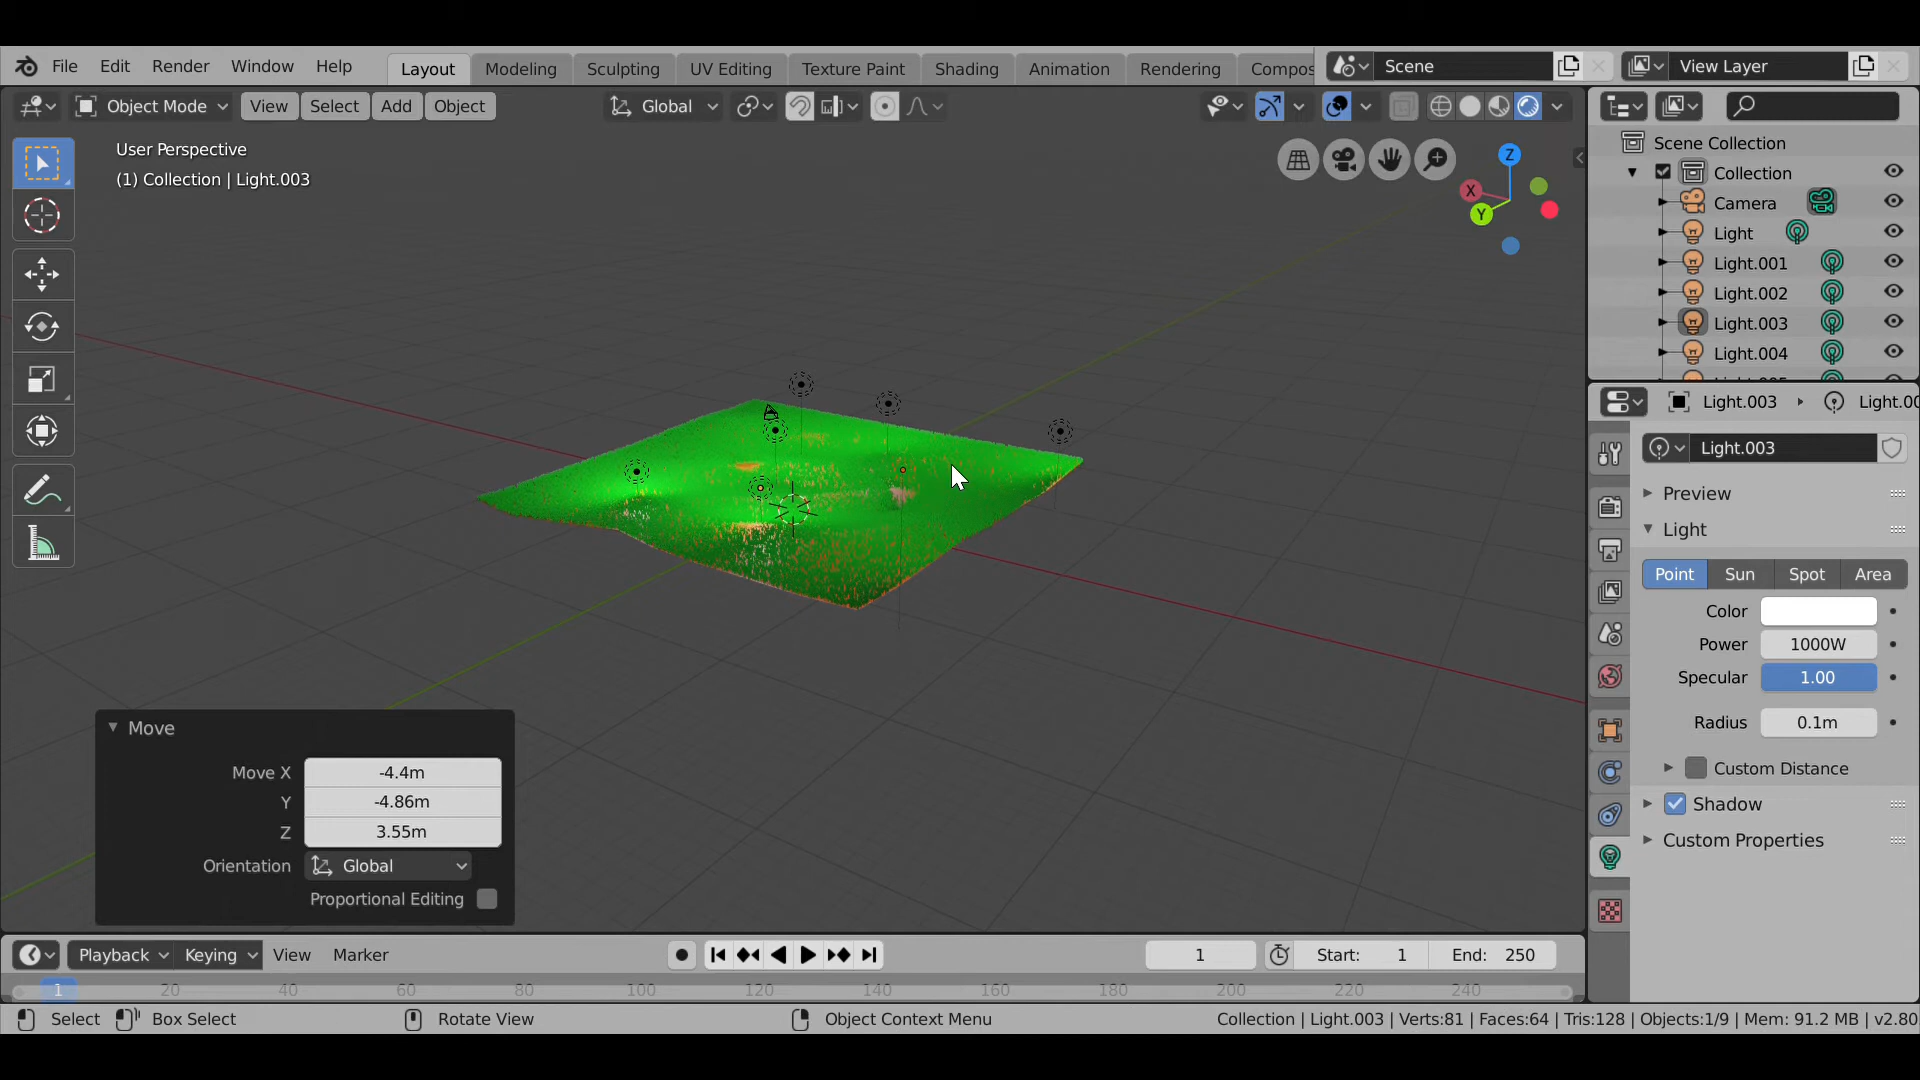 File Edit Render Window Help Layout Modeling Sculpting UV Editing Texture Paint Shading Animation Rendering Compos Scene View Layer
Object Mode View Select Add Object Global
User Perspective
(1) Collection | Light.003
Z
X
Y
Scene Collection
Collection
Camera
Light
Light.001
Light.002
Light.003
Light.004
Light.003 Light.00
Light.003
Preview
Light
Point Sun Spot Area
Color
Power 1000W
Specular 1.00
Radius 0.1m
Custom Distance
Shadow
Custom Properties
Move
Move X -4.4m
Y -4.86m
Z 3.55m
Orientation Global
Proportional Editing
Playback Keying View Marker 1 Start: 1 End: 250
1 20 40 60 80 100 120 140 160 180 200 220 240
Select Box Select Rotate View Object Context Menu Collection | Light.003 | Verts:81 | Faces:64 | Tris:128 | Objects:1/9 | Mem: 91.2 MB | v2.80